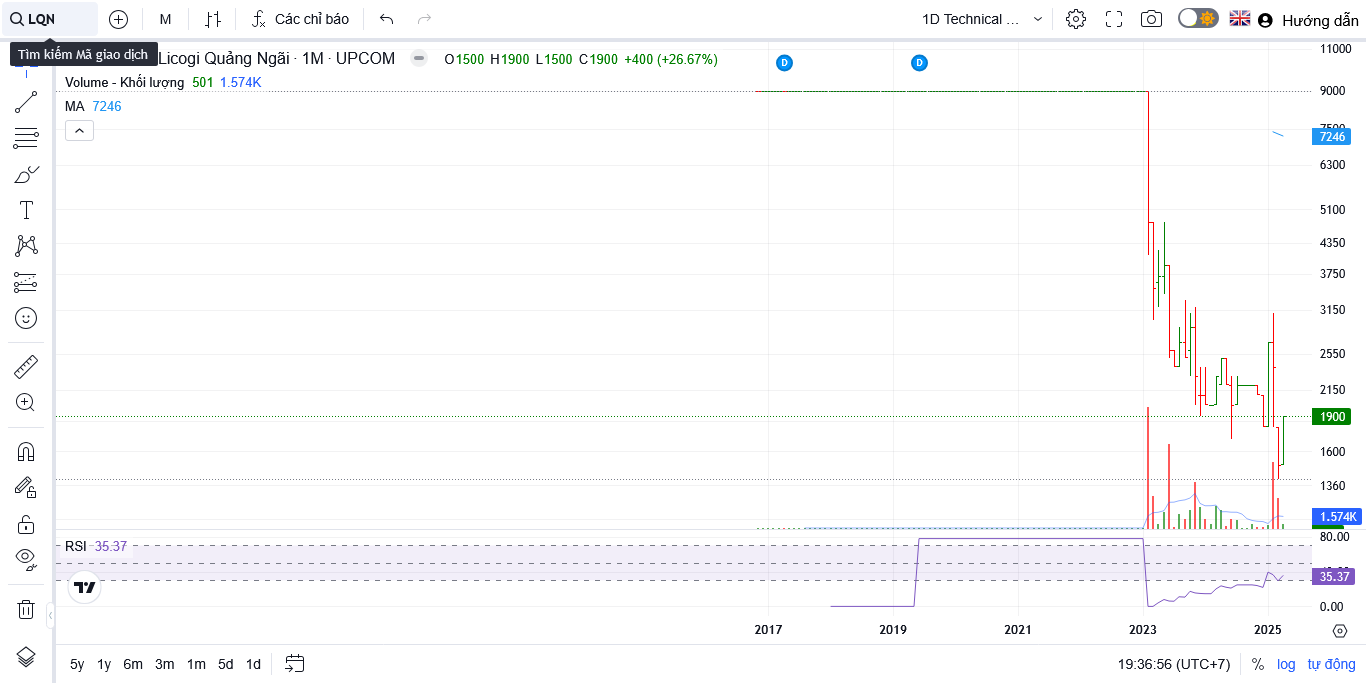 LQN
M
Các chỉ báo
1D Technical ...
Hướng dẫn
Tìm kiếm Mã giao dịch
Licogi Quảng Ngãi · 1M · UPCOM
O1500 H1900 L1500 C1900 +400 (+26.67%)
Volume - Khối lượng 501 1.574K
MA 7246
D
D
11000
9000
7500
7246
6300
5100
4350
3750
3150
2550
2150
1900
1600
1360
1.574K
RSI 35.37
80.00
35.37
0.00
2017 2019 2021 2023 2025
5y 1y 6m 3m 1m 5d 1d
19:36:56 (UTC+7)
% log tự động